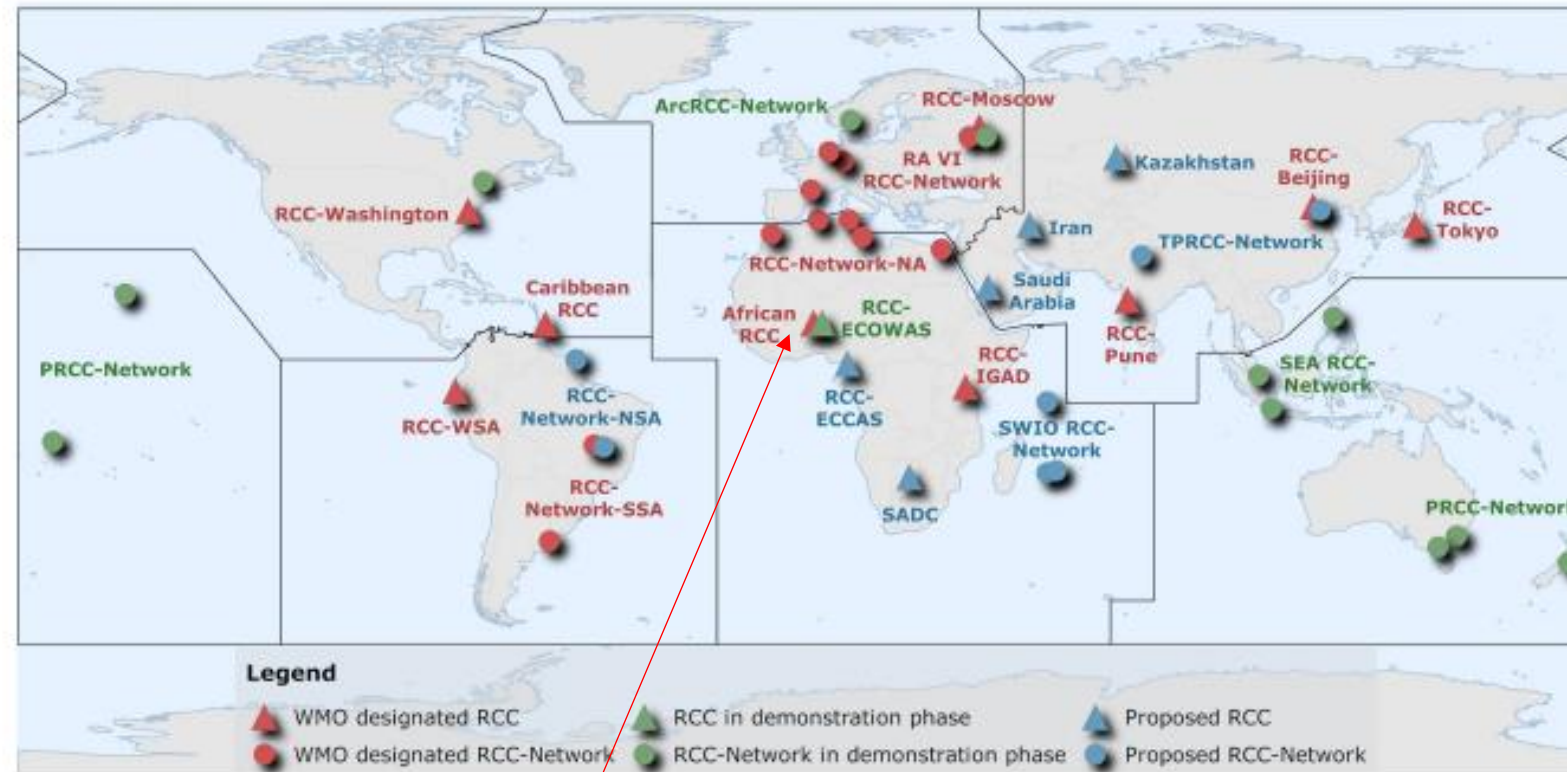 ArcRCC-Network
RCC-Moscow
RA VI
RCC-Network
Kazakhstan
RCC-
Beijing
RCC-Washington
Iran
TPRCC-Network
RCC-
Tokyo
RCC-Network-NA
Saudi
Arabia
Caribbean
RCC
African
RCC
RCC-
ECOWAS
RCC-
Pune
PRCC-Network
RCC-
IGAD
SEA RCC-
Network
RCC-WSA
RCC-
Network-NSA
RCC-
ECCAS
SWIO RCC-
Network
RCC-
Network-SSA
SADC
PRCC-Network
Legend
WMO designated RCC
RCC in demonstration phase
Proposed RCC
WMO designated RCC-Network
RCC-Network in demonstration phase
Proposed RCC-Network